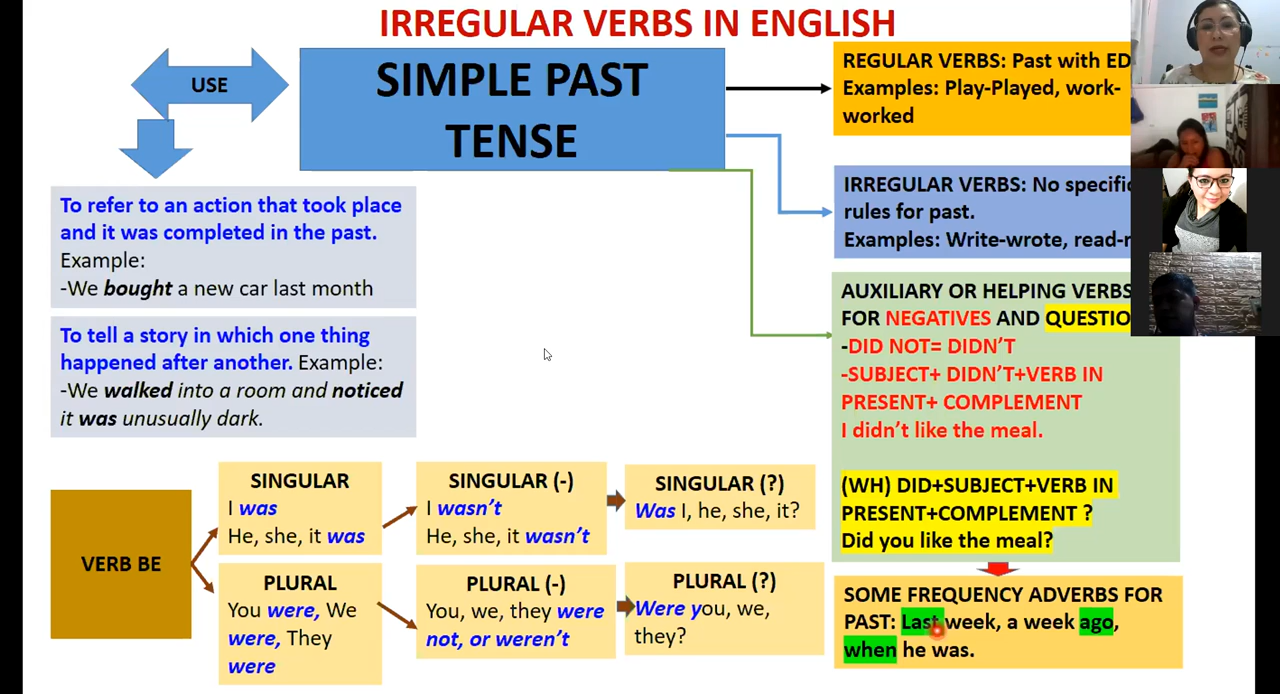 IRREGULAR VERBS IN ENGLISH
USE
SIMPLE PAST
TENSE
REGULAR VERBS: Past with ED
Examples: Play-Played, work-
worked
IRREGULAR VERBS: No specific
rules for past.
Examples: Write-wrote, read-r
To refer to an action that took place
and it was completed in the past.
Example:
-We bought a new car last month
To tell a story in which one thing
happened after another. Example:
-We walked into a room and noticed
it was unusually dark.
AUXILIARY OR HELPING VERBS
FOR NEGATIVES AND QUESTIO
-DID NOT= DIDN'T
-SUBJECT+ DIDN'T+VERB IN
PRESENT+ COMPLEMENT
I didn't like the meal.
(WH) DID+SUBJECT+VERB IN
PRESENT+COMPLEMENT ?
Did you like the meal?
SOME FREQUENCY ADVERBS FOR
PAST: Last week, a week ago,
when he was.
VERB BE
SINGULAR
I was
He, she, it was
SINGULAR (-)
I wasn't
He, she, it wasn't
SINGULAR (?)
Was I, he, she, it?
PLURAL
You were, We
were, They
were
PLURAL (-)
You, we, they were
not, or weren't
PLURAL (?)
Were you, we,
they?